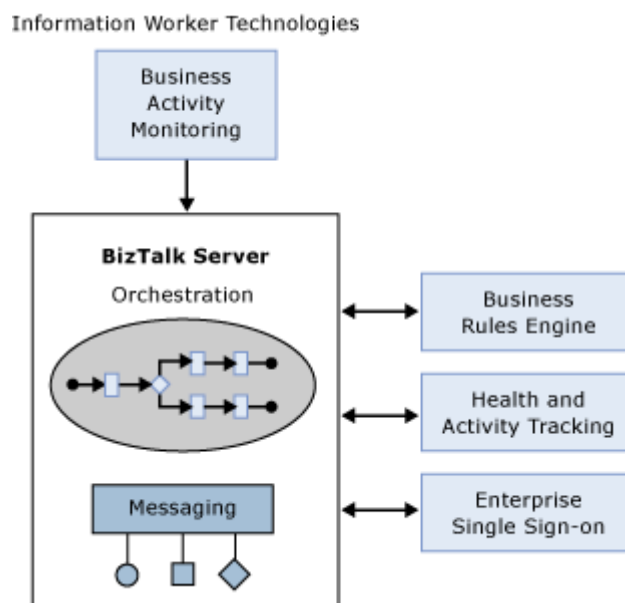 Information Worker Technologies
Business
Activity
Monitoring
BizTalk Server
Orchestration
Messaging
Business
Rules Engine
Health and
Activity Tracking
Enterprise
Single Sign-on